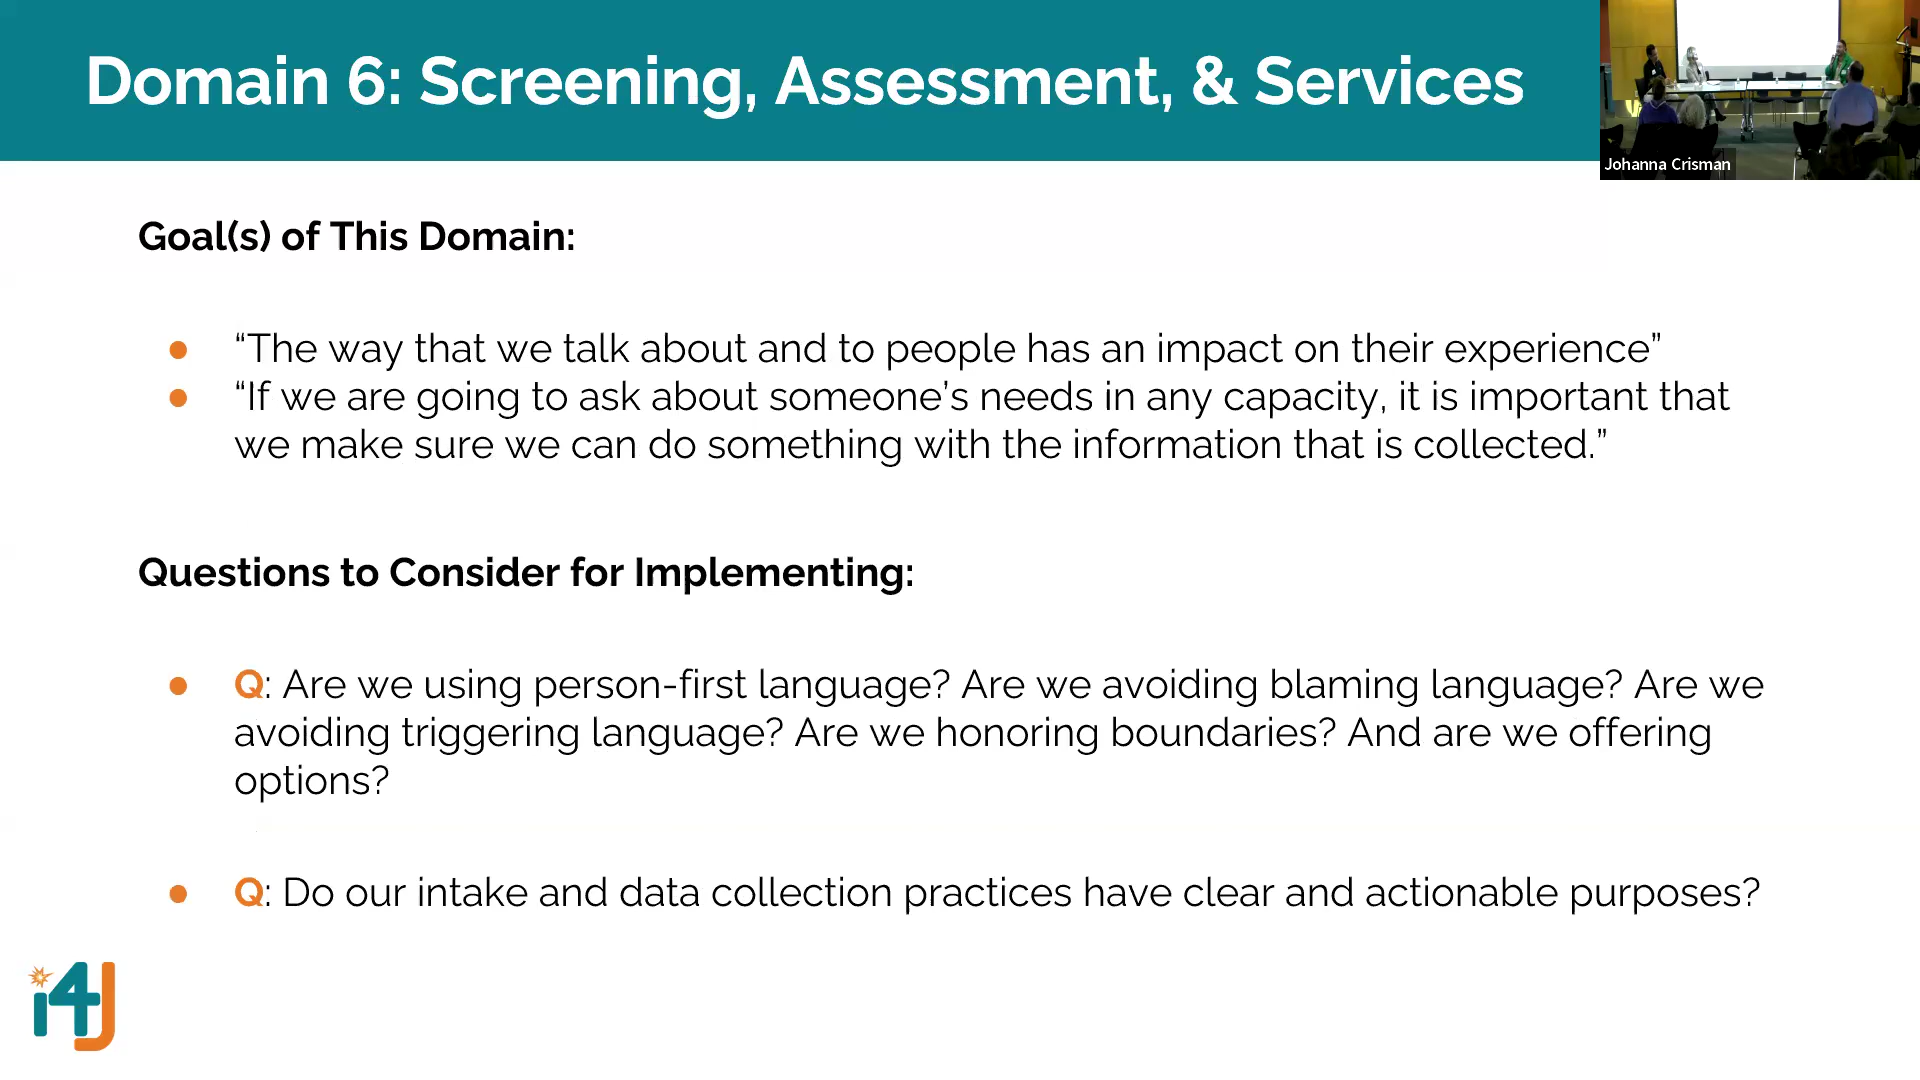 Domain 6: Screening, Assessment, & Services
Johanna Crisman
Goal(s) of This Domain:
● “The way that we talk about and to people has an impact on their experience”
● “If we are going to ask about someone’s needs in any capacity, it is important that
we make sure we can do something with the information that is collected.”
Questions to Consider for Implementing:
● Q: Are we using person-first language? Are we avoiding blaming language? Are we
avoiding triggering language? Are we honoring boundaries? And are we offering
options?
● Q: Do our intake and data collection practices have clear and actionable purposes?
i4J